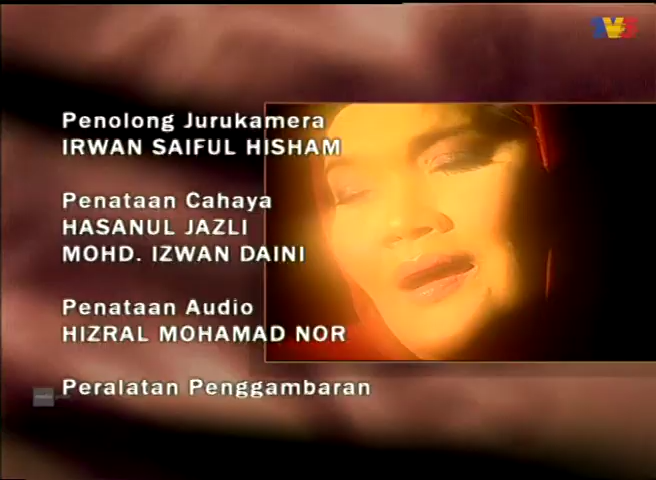 TV3
Penolong Jurukamera
IRWAN SAIFUL HISHAM
Penataan Cahaya
HASANUL JAZLI
MOHD. IZWAN DAINI
Penataan Audio
HIZRAL MOHAMAD NOR
Peralatan Penggambaran